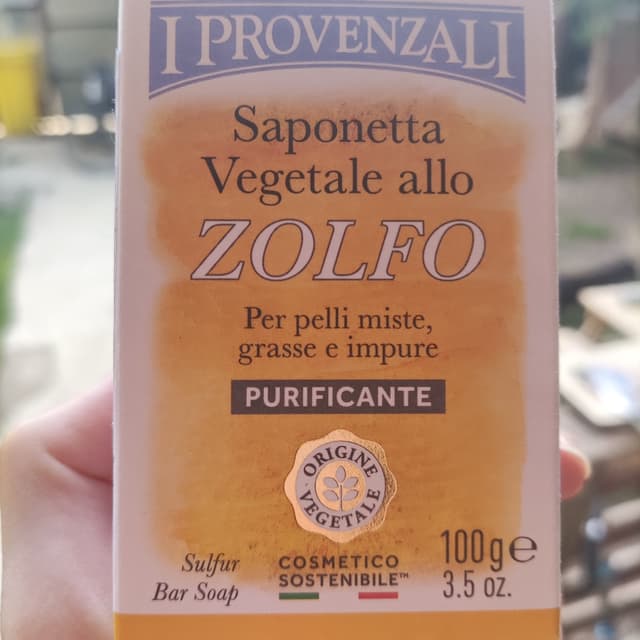 I PROVENZALI
Saponetta
Vegetale allo
ZOLFO
Per pelli miste,
grasse e impure
PURIFICANTE
ORIGINE
VEGETALE
Sulfur
Bar Soap
COSMETICO
SOSTENIBILE™
100g℮
3.5 oz.